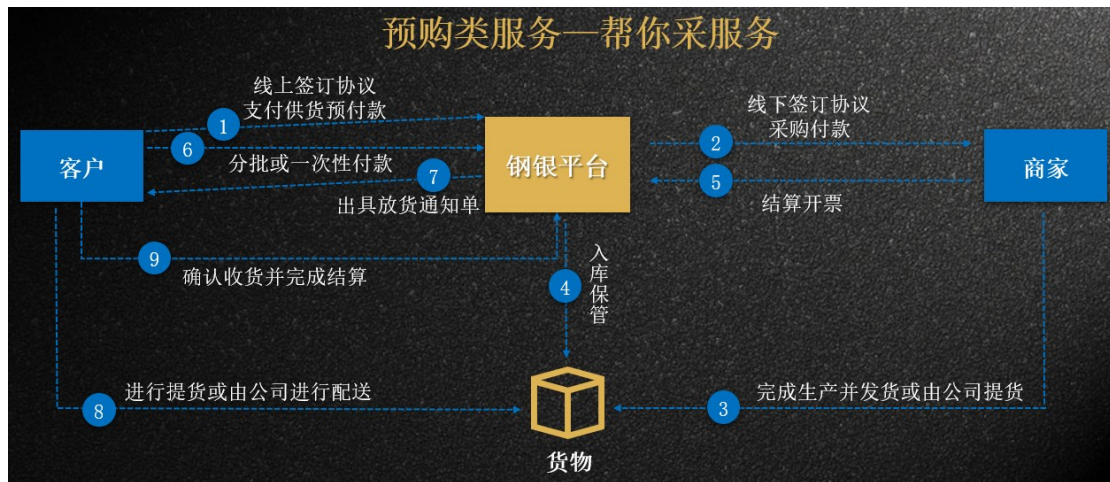 预购类服务—帮你采服务
线上签订协议
支付供货预付款
1
6
分批或一次性付款
7
出具放货通知单
客户
钢银平台
线下签订协议
采购付款
2
5
结算开票
商家
9
确认收货并完成结算
4
入库保管
进行提货或由公司进行配送
8
完成生产并发货或由公司提货
3
货物